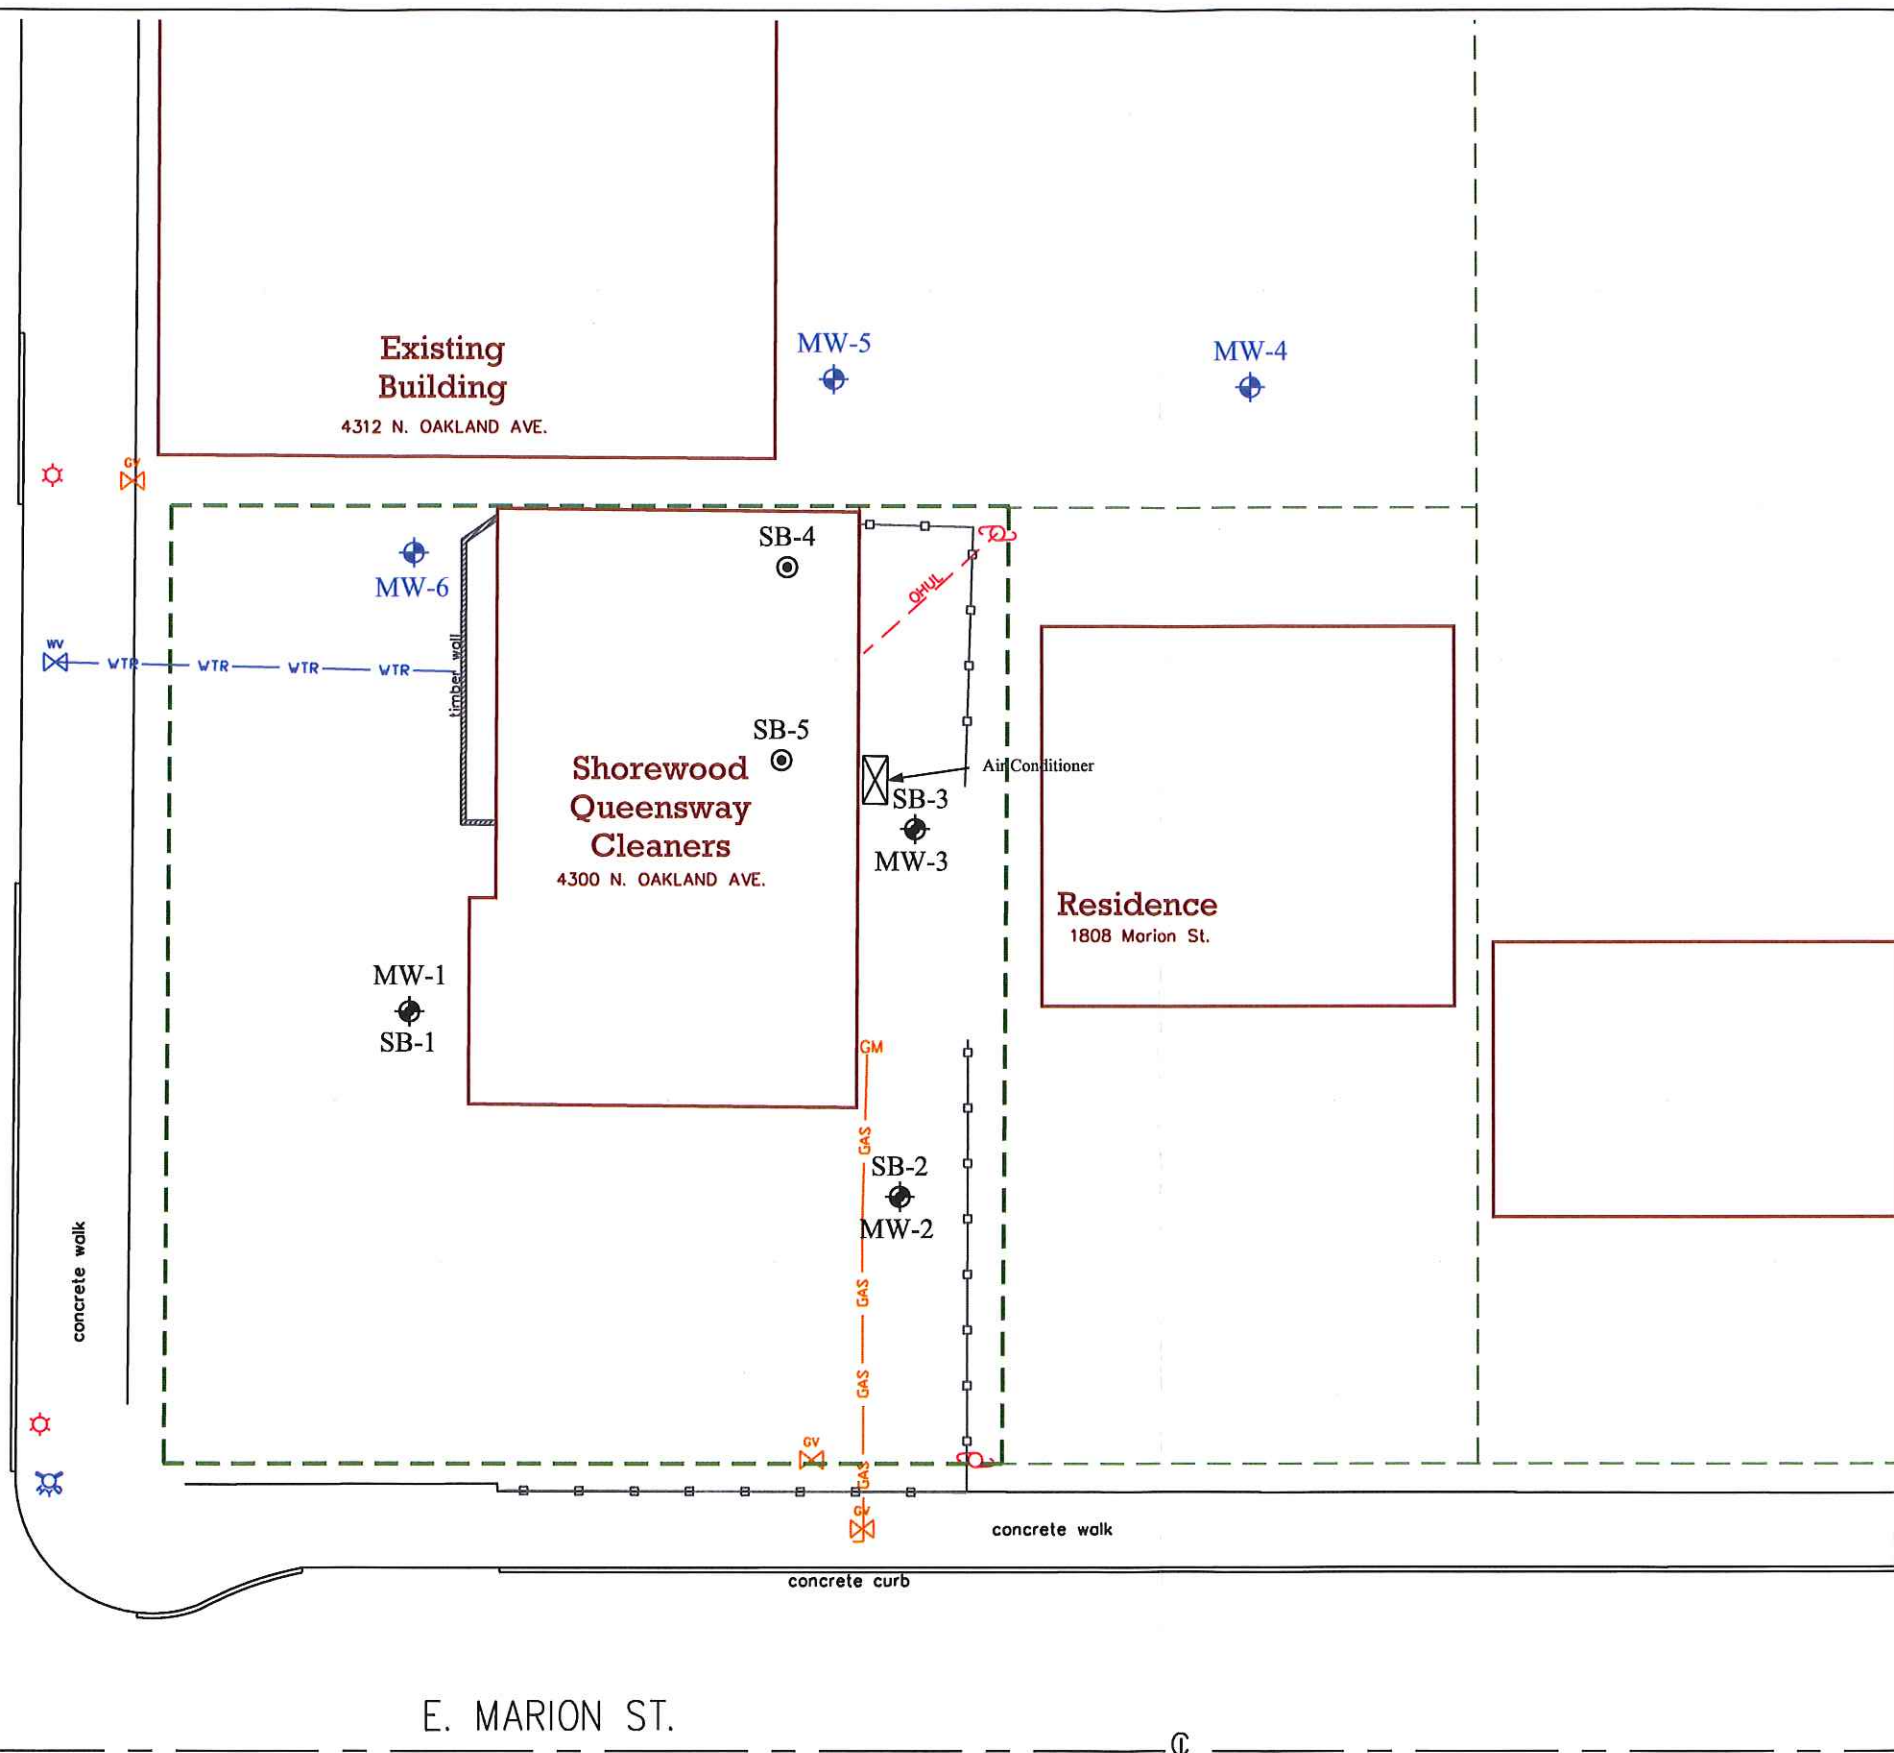 MW-5
MW-4
Existing
Building
4312 N. OAKLAND AVE.
GV
SB-4
MW-6
OHUL
WV
WTR WTR WTR WTR
timber wall
SB-5
Air Conditioner
Shorewood
Queensway
Cleaners
4300 N. OAKLAND AVE.
SB-3
MW-3
Residence
1808 Marion St.
MW-1
SB-1
GM
GAS
SB-2
MW-2
GAS
concrete walk
GAS
GV
GAS
GV
concrete walk
concrete curb
E. MARION ST.